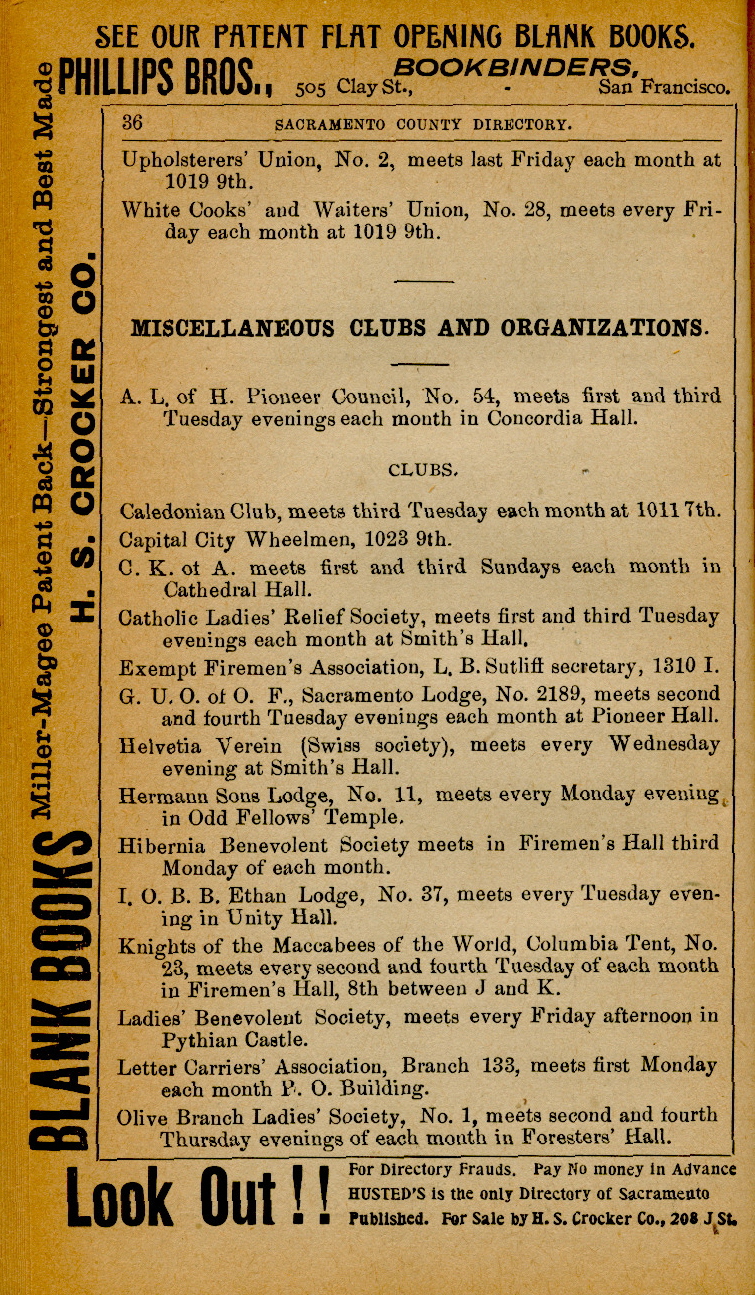 SEE OUR PATENT FLAT OPENING BLANK BOOKS.
PHILLIPS BROS., BOOKBINDERS,
505 Clay St., - San Francisco.
36 SACRAMENTO COUNTY DIRECTORY.
Upholsterers' Union, No. 2, meets last Friday each month at
1019 9th.
White Cooks' and Waiters' Union, No. 28, meets every Fri-
day each month at 1019 9th.
MISCELLANEOUS CLUBS AND ORGANIZATIONS.
A. L. of H. Pioneer Council, No. 54, meets first and third
Tuesday evenings each month in Concordia Hall.
CLUBS.
Caledonian Club, meets third Tuesday each month at 1011 7th.
Capital City Wheelmen, 1023 9th.
C. K. of A. meets first and third Sundays each month in
Cathedral Hall.
Catholic Ladies' Relief Society, meets first and third Tuesday
evenings each month at Smith's Hall.
Exempt Firemen's Association, L. B. Sutliff secretary, 1310 I.
G. U. O. of O. F., Sacramento Lodge, No. 2189, meets second
and fourth Tuesday evenings each month at Pioneer Hall.
Helvetia Verein (Swiss society), meets every Wednesday
evening at Smith's Hall.
Hermann Sons Lodge, No. 11, meets every Monday evening
in Odd Fellows' Temple.
Hibernia Benevolent Society meets in Firemen's Hall third
Monday of each month.
I. O. B. B. Ethan Lodge, No. 37, meets every Tuesday even-
ing in Unity Hall.
Knights of the Maccabees of the World, Columbia Tent, No.
23, meets every second and fourth Tuesday of each month
in Firemen's Hall, 8th between J and K.
Ladies' Benevolent Society, meets every Friday afternoon in
Pythian Castle.
Letter Carriers' Association, Branch 133, meets first Monday
each month P. O. Building.
Olive Branch Ladies' Society, No. 1, meets second and fourth
Thursday evenings of each month in Foresters' Hall.
BLANK BOOKS Miller-Magee Patent Back—Strongest and Best Made
H. S. CROCKER CO.
Look Out!!
For Directory Frauds. Pay No money in Advance
HUSTED'S is the only Directory of Sacramento
Published. For Sale by H. S. Crocker Co., 208 J St.